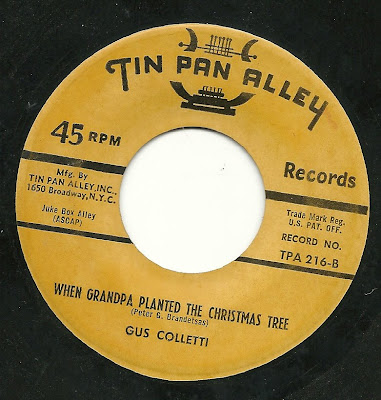 TIN PAN ALLEY
45 RPM
Records
Mfg. By
TIN PAN ALLEY, INC.,
1650 Broadway, N.Y.C.
Juke Box Alley
(ASCAP)
Trade Mark Reg.
U.S. PAT. OFF.
RECORD NO.
TPA 216-B
WHEN GRANDPA PLANTED THE CHRISTMAS TREE
(Peter G. Brandetsas)
GUS COLLETTI